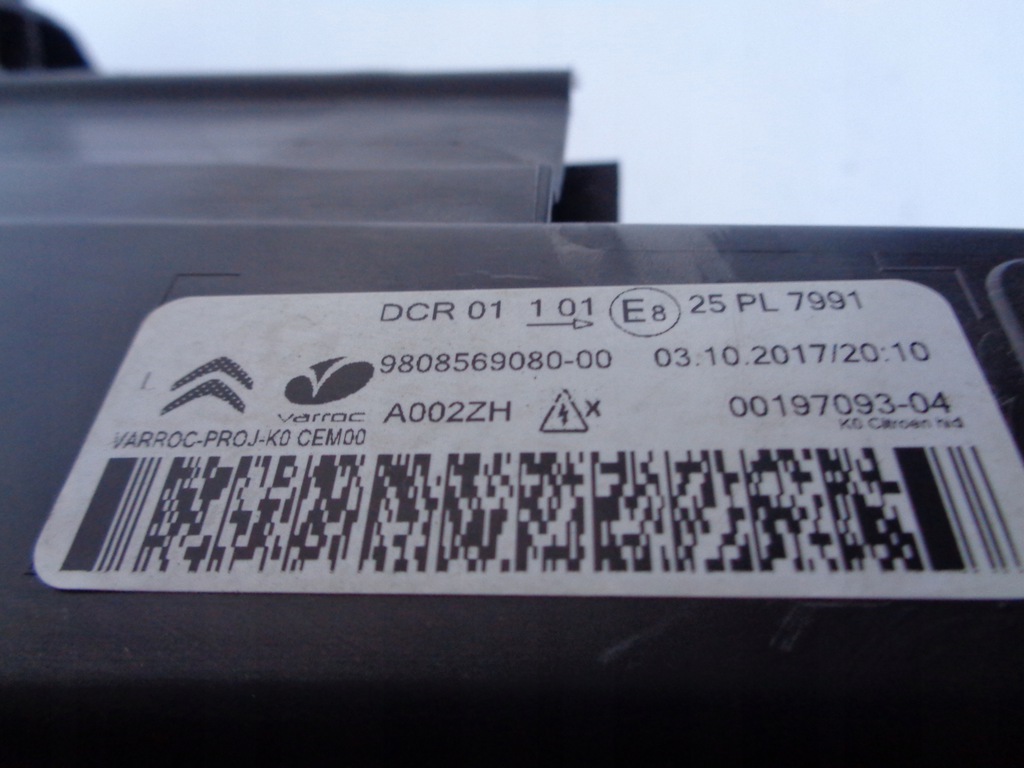 DCR 01 1 01 E8 25 PL 7991
9808569080-00 03.10.2017/20:10
varroc A002ZH X 00197093-04
VARROC-PROJ-K0 CEM00 K0 Citroen hid